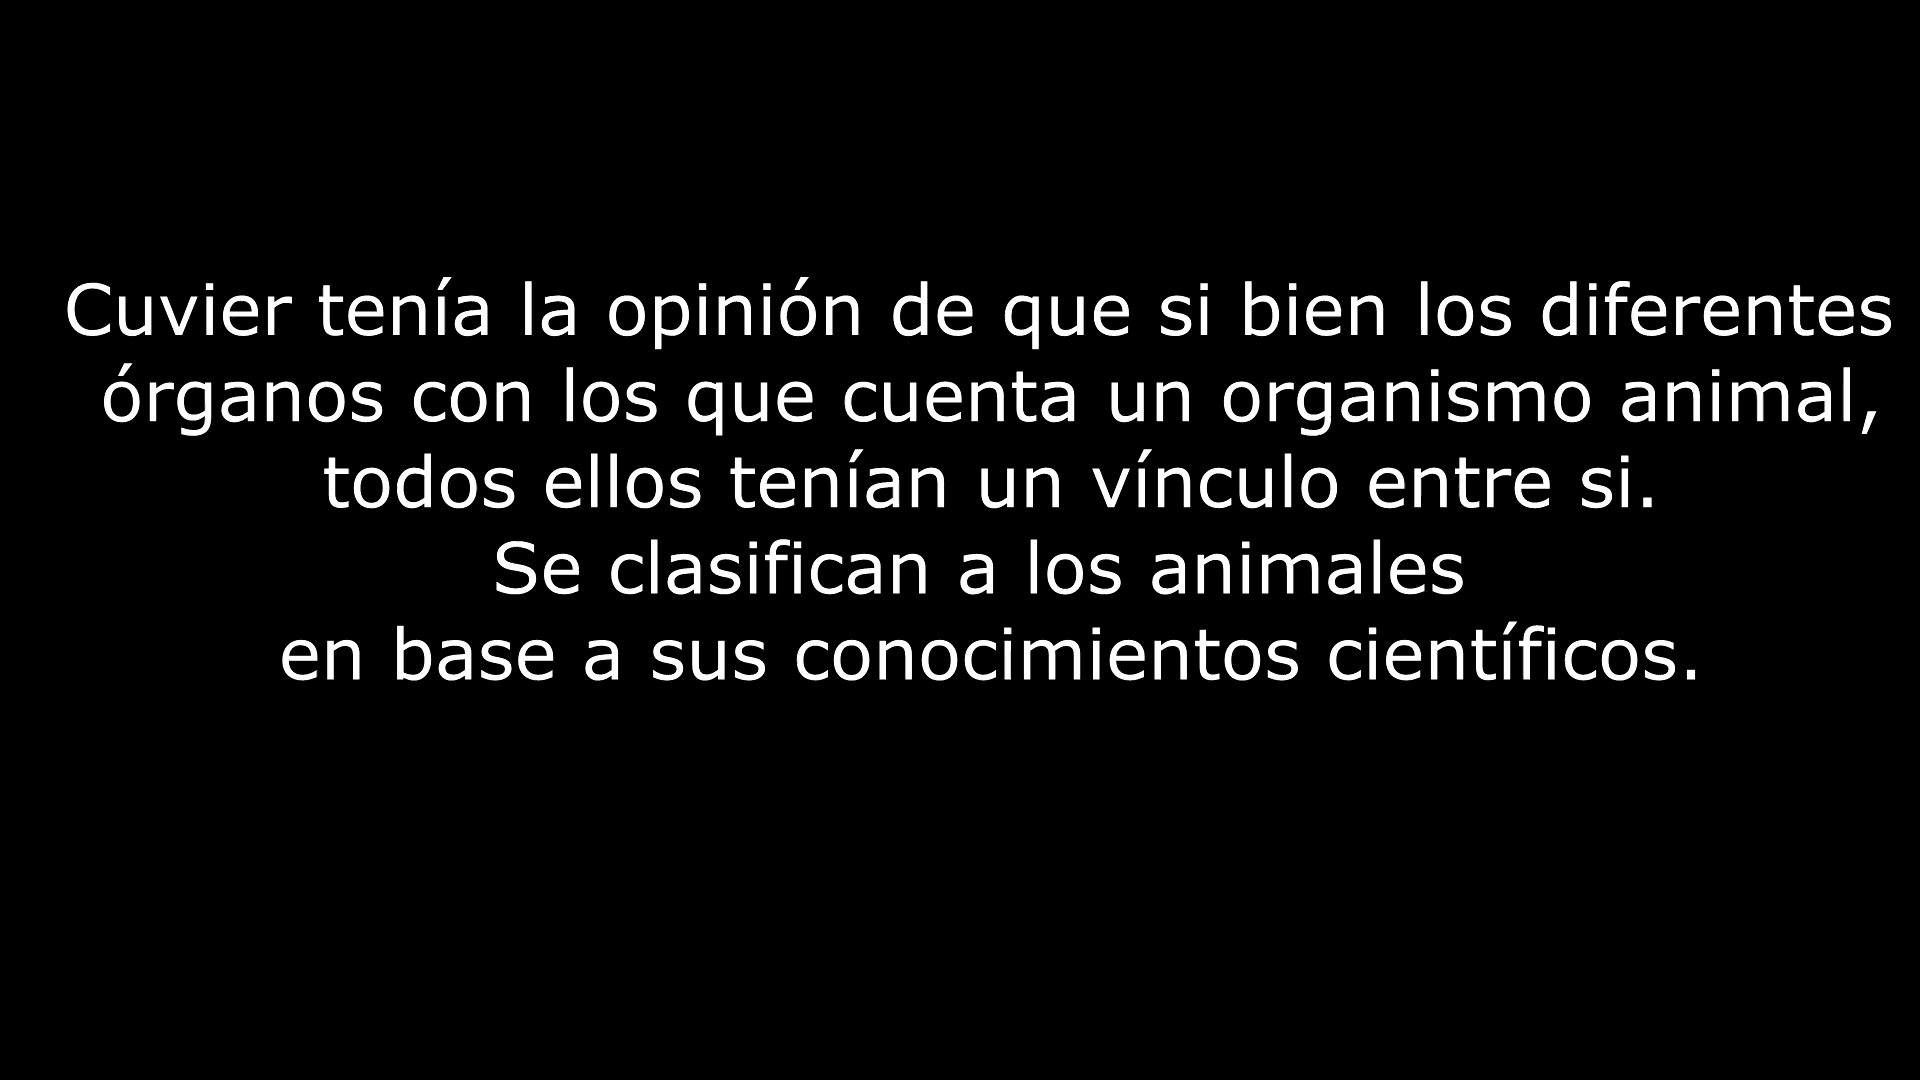 Cuvier tenía la opinión de que si bien los diferentes
órganos con los que cuenta un organismo animal,
todos ellos tenían un vínculo entre si.
Se clasifican a los animales
en base a sus conocimientos científicos.